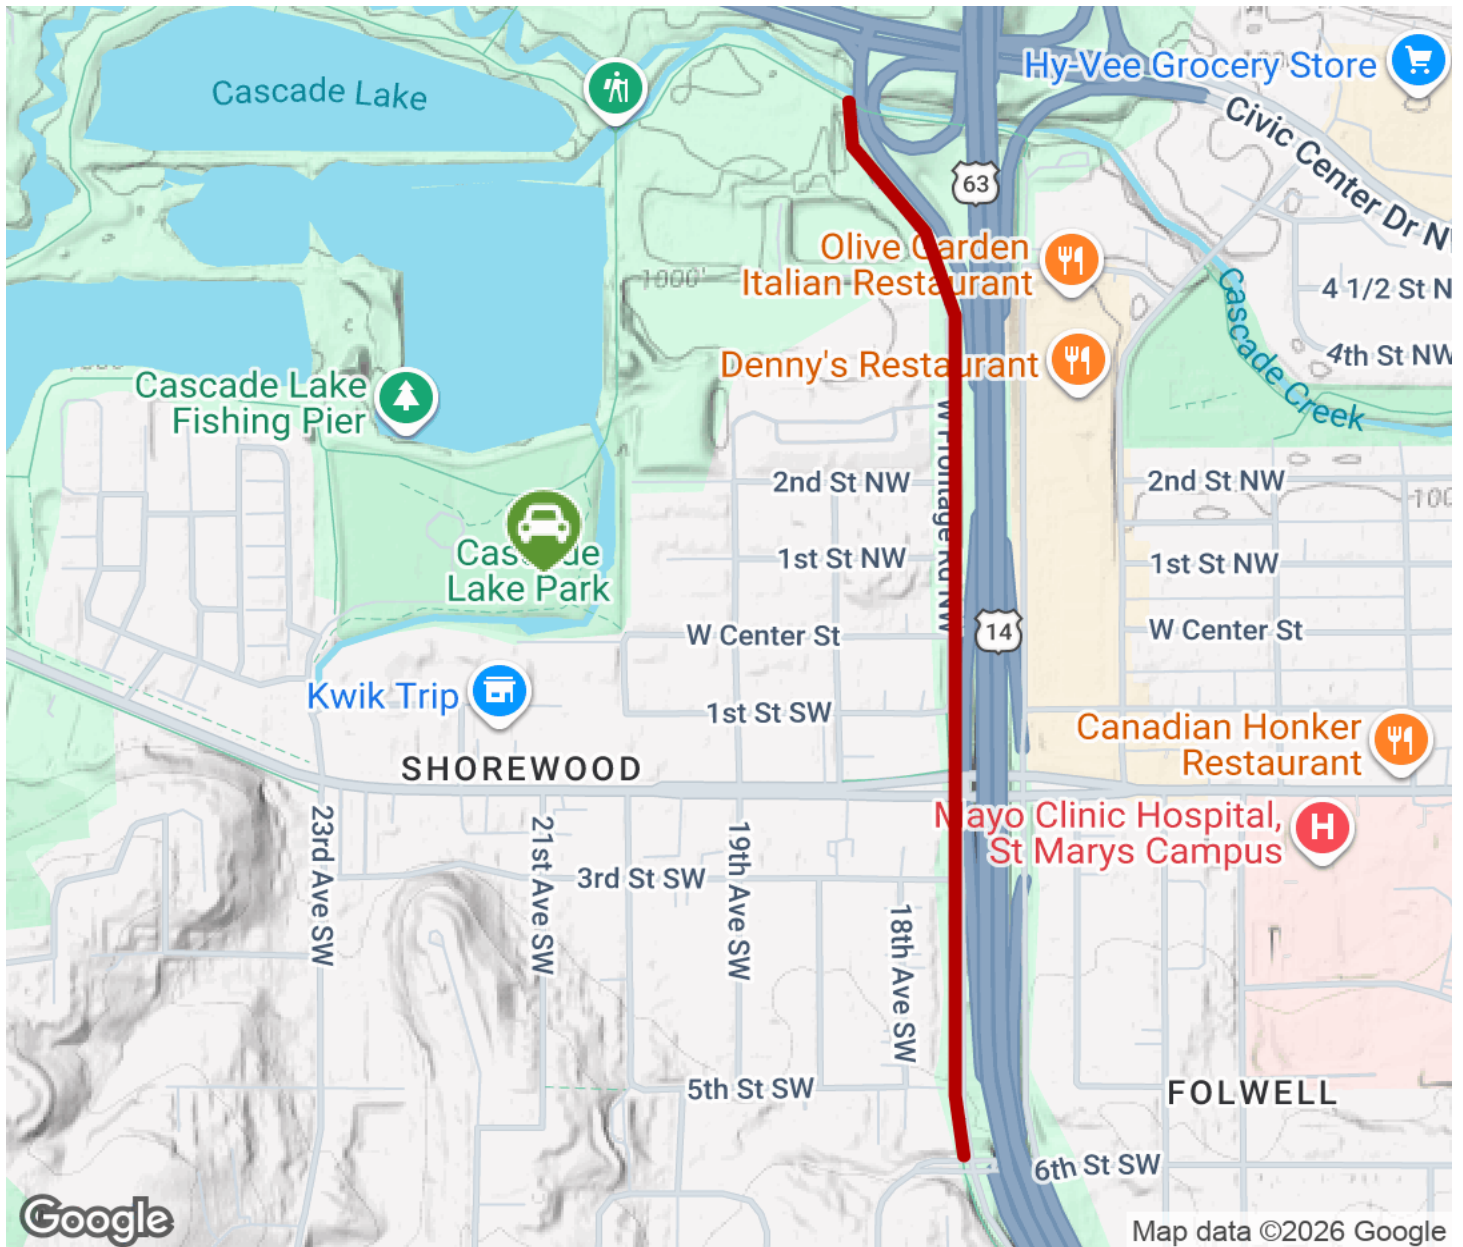 Cascade Lake
Hy-Vee Grocery Store
Civic Center Dr N
63
Olive Garden
Italian Restaurant
1000'
4 1/2 St N
Cascade Creek
4th St NW
Denny's Restaurant
Cascade Lake
Fishing Pier
W Frontage Rd NW
2nd St NW
2nd St NW
100
Cascade
Lake Park
1st St NW
1st St NW
W Center St
14
W Center St
Kwik Trip
1st St SW
Canadian Honker
Restaurant
SHOREWOOD
23rd Ave SW
21st Ave SW
19th Ave SW
Mayo Clinic Hospital,
St Marys Campus
H
3rd St SW
18th Ave SW
5th St SW
FOLWELL
6th St SW
Google
Map data ©2026 Google